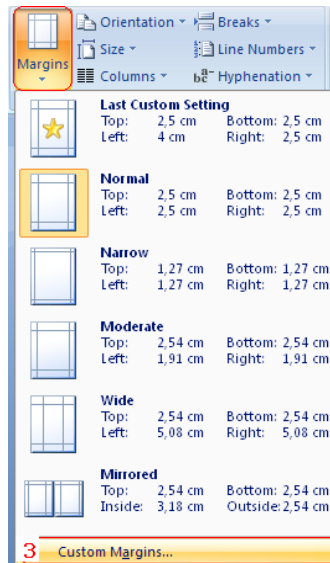 Margins
Orientation
Breaks
Size
Line Numbers
Columns
Hyphenation
Last Custom Setting
Top: 2,5 cm Bottom: 2,5 cm
Left: 4 cm Right: 2,5 cm
Normal
Top: 2,5 cm Bottom: 2,5 cm
Left: 2,5 cm Right: 2,5 cm
Narrow
Top: 1,27 cm Bottom: 1,27 cm
Left: 1,27 cm Right: 1,27 cm
Moderate
Top: 2,54 cm Bottom: 2,54 cm
Left: 1,91 cm Right: 1,91 cm
Wide
Top: 2,54 cm Bottom: 2,54 cm
Left: 5,08 cm Right: 5,08 cm
Mirrored
Top: 2,54 cm Bottom: 2,54 cm
Inside: 3,18 cm Outside: 2,54 cm
3 Custom Margins...